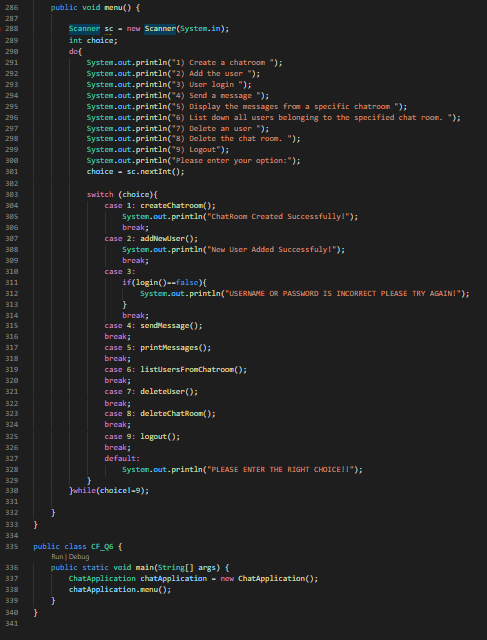 286 public void menu() {
287
288 Scanner sc = new Scanner(System.in);
289 int choice;
290 do{
291 System.out.println("1) Create a chatroom ");
292 System.out.println("2) Add the user ");
293 System.out.println("3) User login ");
294 System.out.println("4) Send a message ");
295 System.out.println("5) Display the messages from a specific chatroom ");
296 System.out.println("6) List down all users belonging to the specified chat room. ");
297 System.out.println("7) Delete an user ");
298 System.out.println("8) Delete the chat room. ");
299 System.out.println("9) Logout");
300 System.out.println("Please enter your option:");
301 choice = sc.nextInt();
302
303 switch (choice){
304 case 1: createChatroom();
305 System.out.println("ChatRoom Created Successfully!");
306 break;
307 case 2: addNewUser();
308 System.out.println("New User Added Successfuly!");
309 break;
310 case 3:
311 if(login()==false){
312 System.out.println("USERNAME OR PASSWORD IS INCORRECT PLEASE TRY AGAIN!");
313 }
314 break;
315 case 4: sendMessage();
316 break;
317 case 5: printMessages();
318 break;
319 case 6: listUsersFromChatroom();
320 break;
321 case 7: deleteUser();
322 break;
323 case 8: deleteChatRoom();
324 break;
325 case 9: logout();
326 break;
327 default:
328 System.out.println("PLEASE ENTER THE RIGHT CHOICE!!");
329 }
330 }while(choice!=9);
331
332 }
333 }
334
335 public class CF_Q6 {
Run | Debug
336 public static void main(String[] args) {
337 ChatApplication chatApplication = new ChatApplication();
338 chatApplication.menu();
339 }
340 }
341